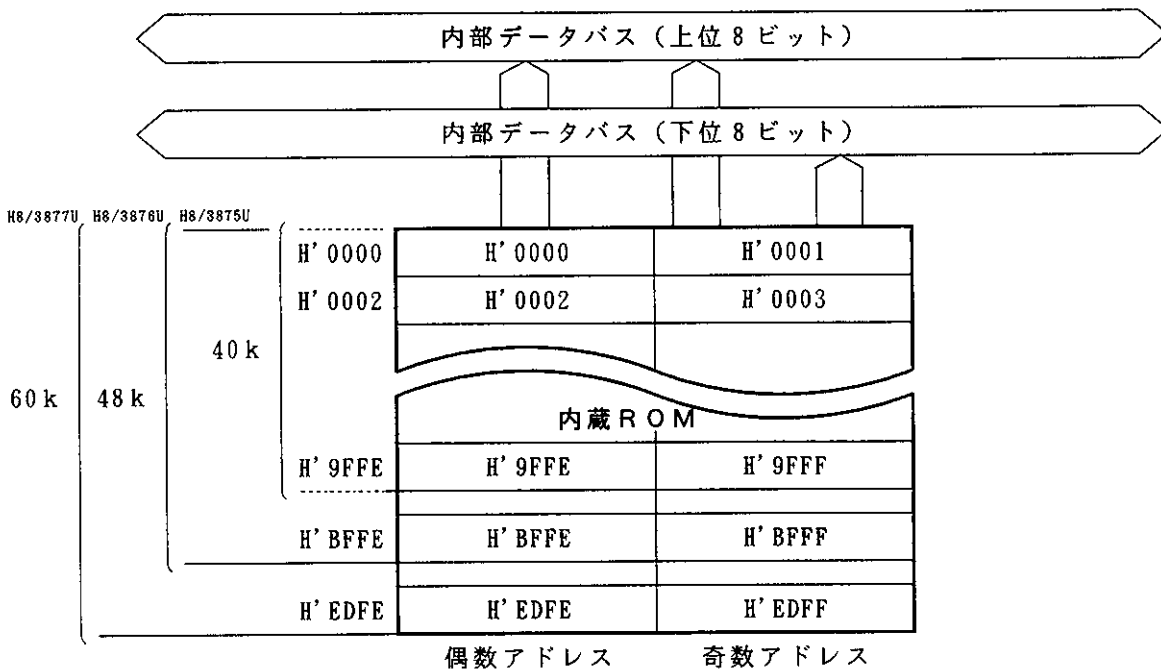 内部データバス（上位8ビット）
内部データバス（下位8ビット）
H8/3877U H8/3876U H8/3875U
H'0000 H'0000 H'0001
H'0002 H'0002 H'0003
40k
60k 48k
内蔵ROM
H'9FFE H'9FFE H'9FFF
H'BFFE H'BFFE H'BFFF
H'EDFE H'EDFE H'EDFF
偶数アドレス 奇数アドレス